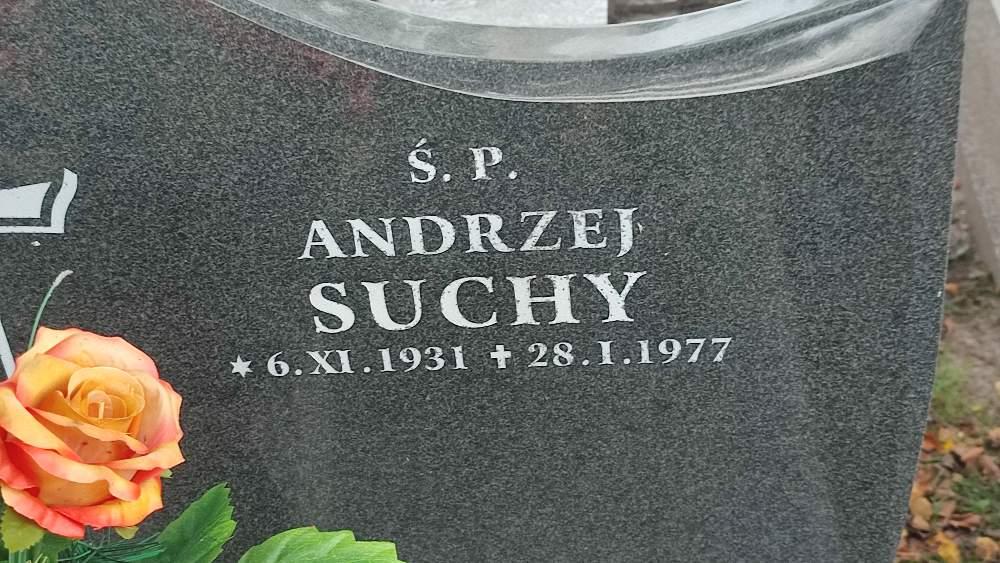 Ś. P.
ANDRZEJ
SUCHY
* 6. XI. 1931 ✝ 28. I. 1977